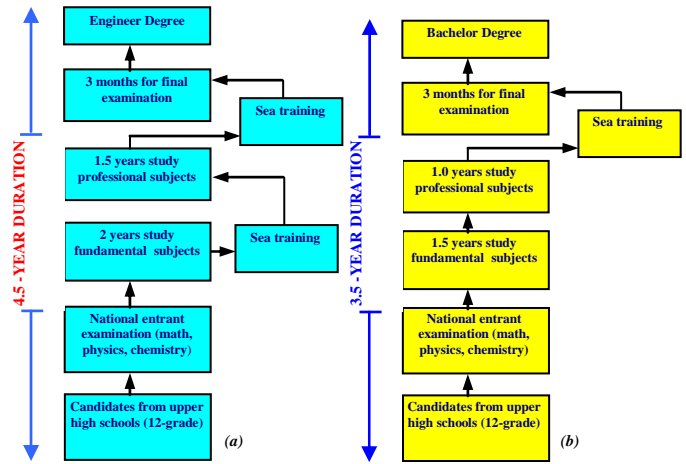 Engineer Degree
3 months for final
examination
Sea training
4.5 - YEAR DURATION
1.5 years study
professional subjects
2 years study
fundamental subjects
Sea training
National entrant
examination (math,
physics, chemistry)
Candidates from upper
high schools (12-grade)
(a)
Bachelor Degree
3 months for final
examination
Sea training
3.5 - YEAR DURATION
1.0 years study
professional subjects
1.5 years study
fundamental subjects
National entrant
examination (math,
physics, chemistry)
Candidates from upper
high schools (12-grade)
(b)